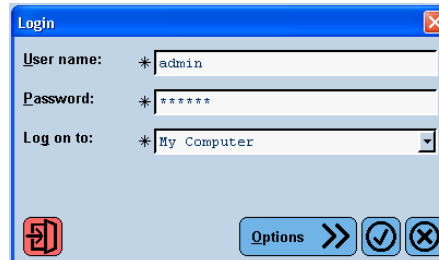 Login
User name: * admin
Password: * ******
Log on to: * My Computer
Options